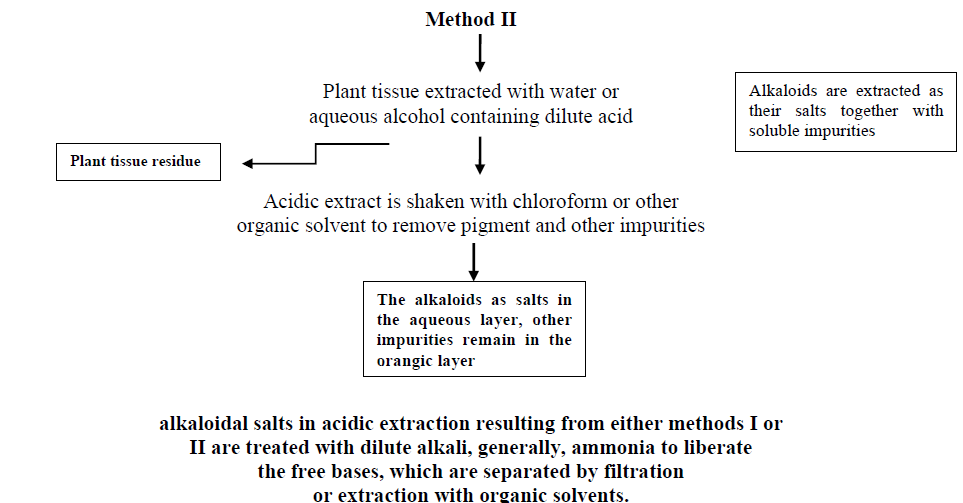 Method II
Plant tissue extracted with water or
aqueous alcohol containing dilute acid
Alkaloids are extracted as
their salts together with
soluble impurities
Plant tissue residue
Acidic extract is shaken with chloroform or other
organic solvent to remove pigment and other impurities
The alkaloids as salts in
the aqueous layer, other
impurities remain in the
orangic layer
alkaloidal salts in acidic extraction resulting from either methods I or
II are treated with dilute alkali, generally, ammonia to liberate
the free bases, which are separated by filtration
or extraction with organic solvents.